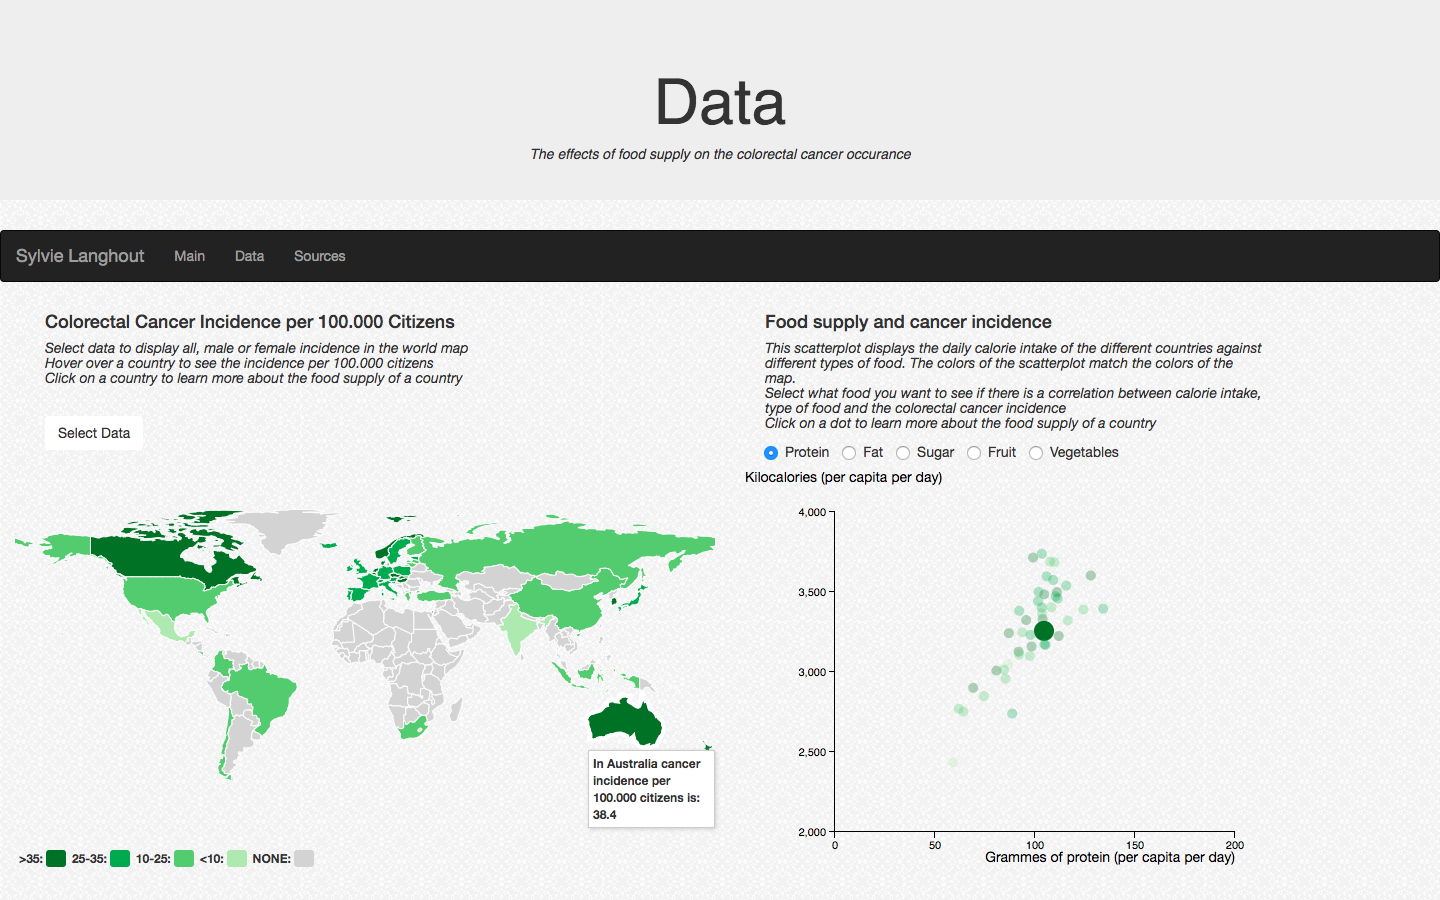 Data
The effects of food supply on the colorectal cancer occurance
Sylvie Langhout Main Data Sources
Colorectal Cancer Incidence per 100.000 Citizens
Select data to display all, male or female incidence in the world map
Hover over a country to see the incidence per 100.000 citizens
Click on a country to learn more about the food supply of a country
Select Data
In Australia cancer
incidence per
100.000 citizens is:
38.4
>35: 25-35: 10-25: <10: NONE:
Food supply and cancer incidence
This scatterplot displays the daily calorie intake of the different countries against
different types of food. The colors of the scatterplot match the colors of the
map.
Select what food you want to see if there is a correlation between calorie intake,
type of food and the colorectal cancer incidence
Click on a dot to learn more about the food supply of a country
Protein Fat Sugar Fruit Vegetables
Kilocalories (per capita per day)
4,000
3,500
3,000
2,500
2,000
0 50 100 150 200
Grammes of protein (per capita per day)